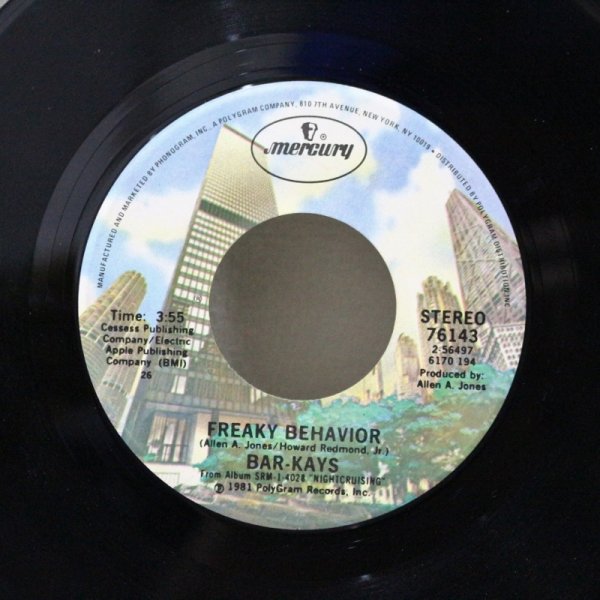 MANUFACTURED AND MARKETED BY PHONOGRAM, INC. A POLYGRAM COMPANY, 810 7TH AVENUE, NEW YORK, NY 10019 • DISTRIBUTED BY POLYGRAM DISTRIBUTION, INC.
mercury
Time: 3:55
Cessess Publishing
Company/Electric
Apple Publishing
Company (BMI)
26
STEREO
76143
2-56497
6170 194
Produced by:
Allen A. Jones
FREAKY BEHAVIOR
(Allen A. Jones/Howard Redmond, Jr.)
BAR-KAYS
From Album SRM-1-4028 "NIGHTCRUISING"
℗ 1981 PolyGram Records, Inc.